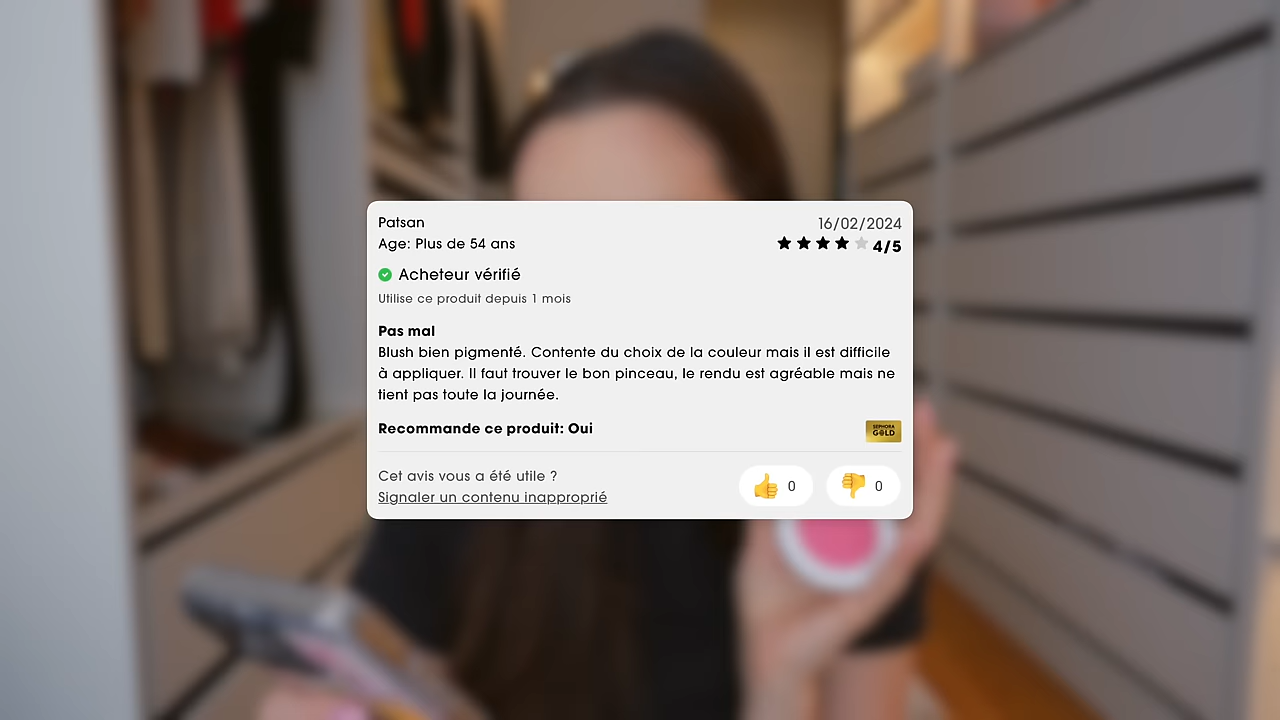 Patsan
16/02/2024
Age: Plus de 54 ans
4/5
Acheteur vérifié
Utilise ce produit depuis 1 mois
Pas mal
Blush bien pigmenté. Contente du choix de la couleur mais il est difficile
à appliquer. Il faut trouver le bon pinceau, le rendu est agréable mais ne
tient pas toute la journée.
Recommande ce produit: Oui
SEPHORA
GOLD
Cet avis vous a été utile ?
0
0
Signaler un contenu inapproprié